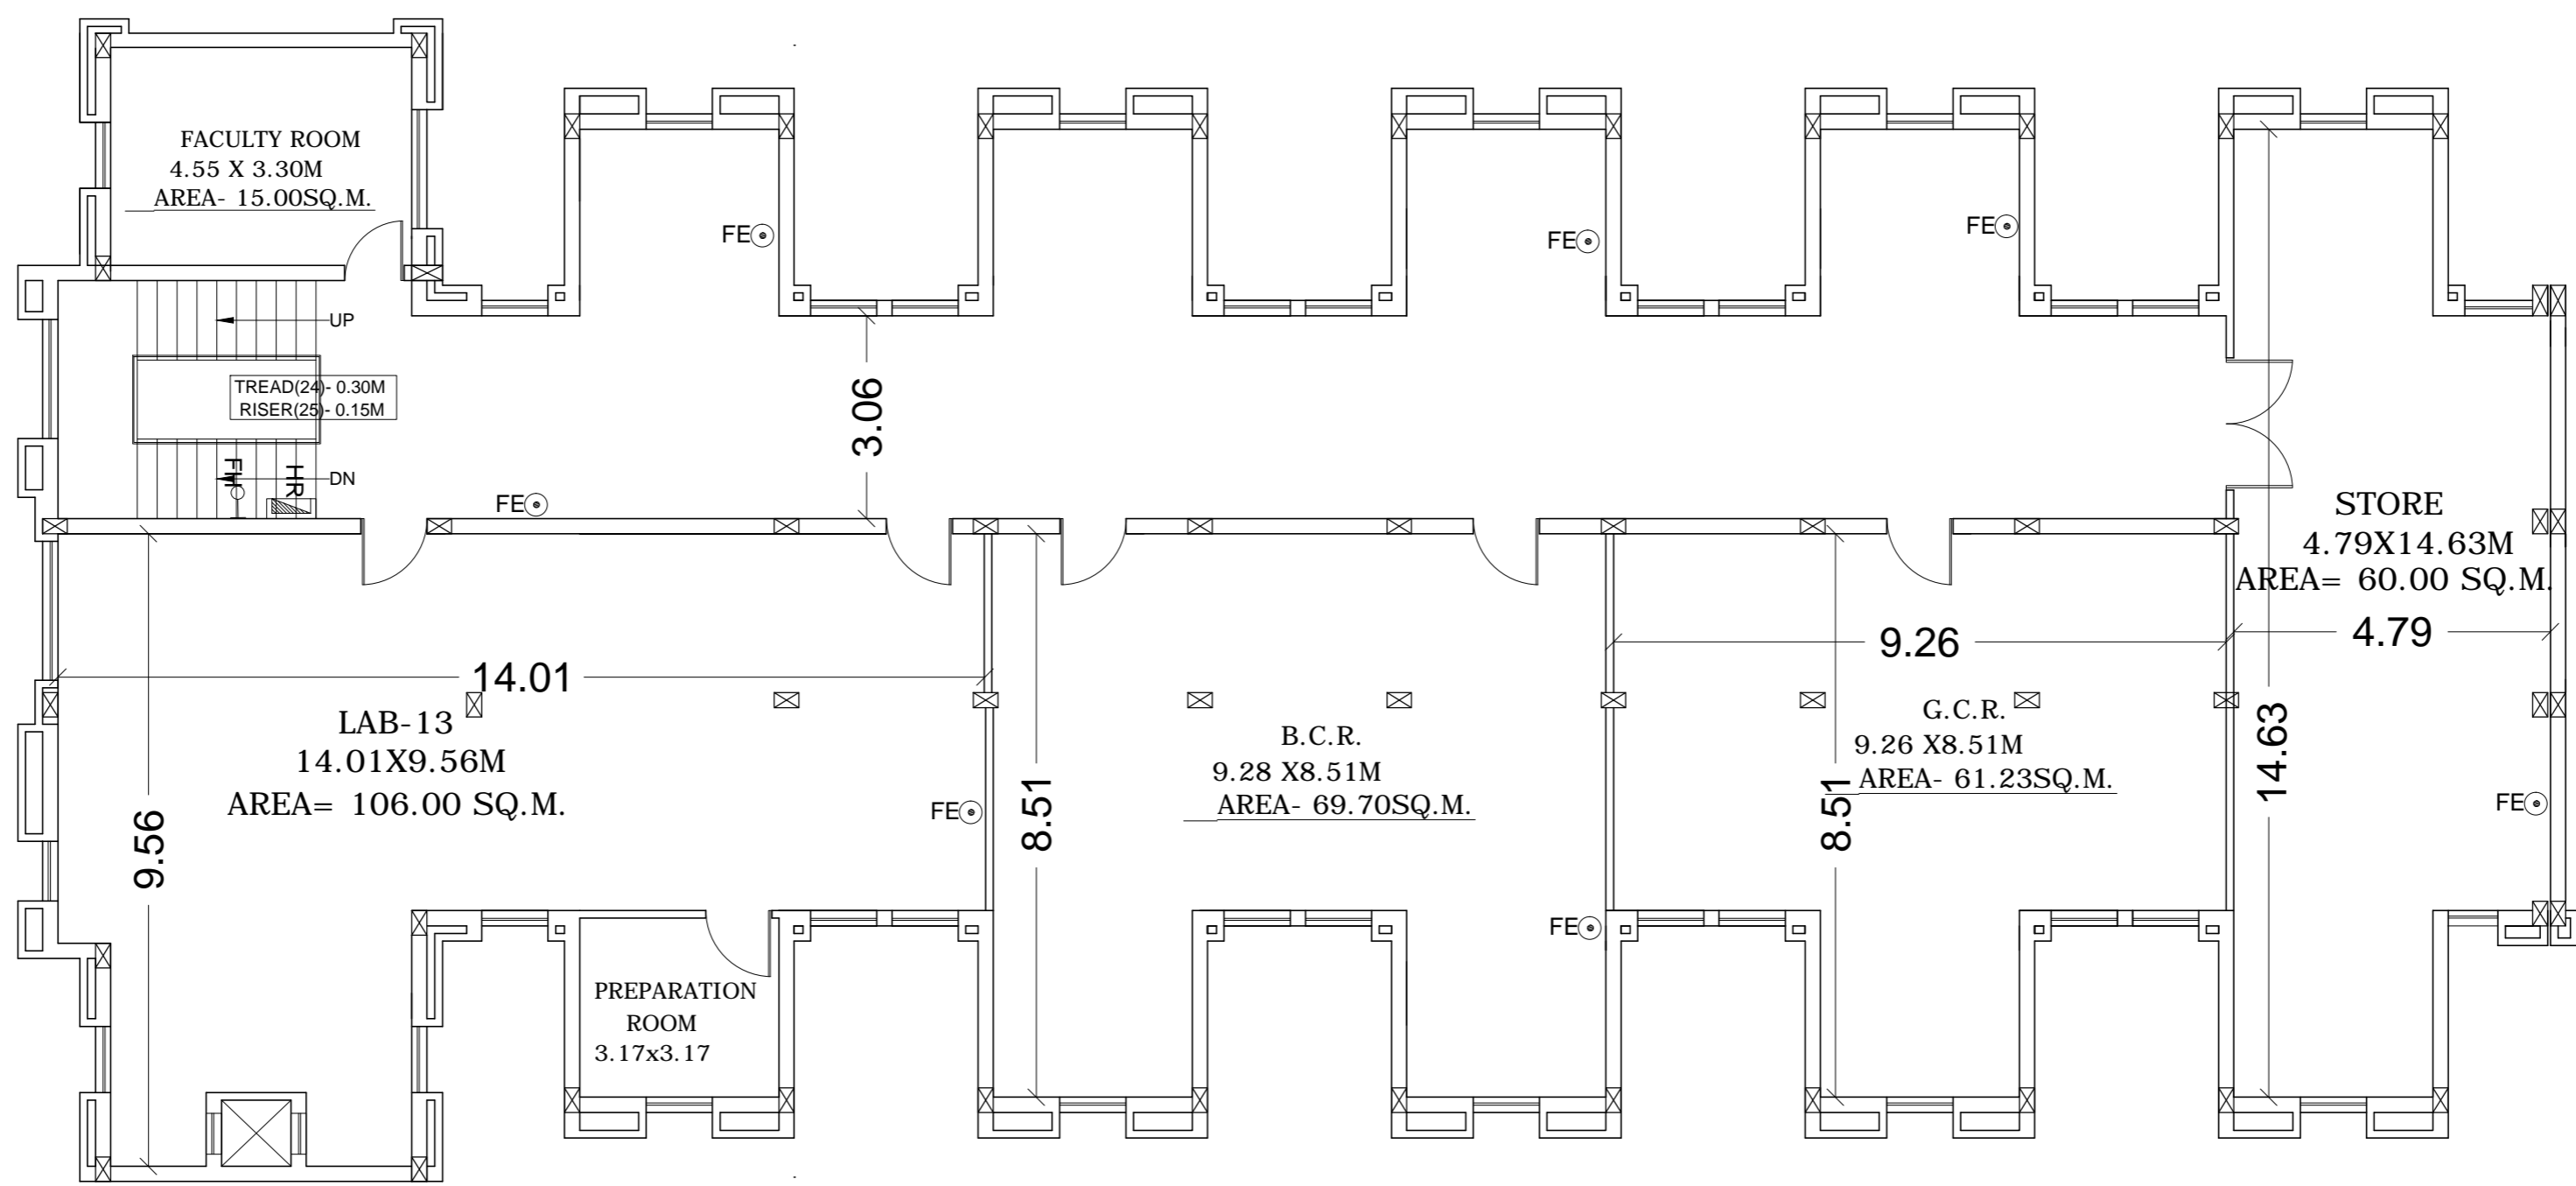 FACULTY ROOM
4.55 X 3.30M
AREA- 15.00SQ.M.
FE
FE
FE
UP
TREAD(24)- 0.30M
RISER(25)- 0.15M
3.06
FH
HR
DN
FE
STORE
4.79X14.63M
AREA= 60.00 SQ.M.
9.26
4.79
14.01
LAB-13
14.01X9.56M
AREA= 106.00 SQ.M.
9.56
FE
8.51
B.C.R.
9.28 X8.51M
AREA- 69.70SQ.M.
G.C.R.
9.26 X8.51M
AREA- 61.23SQ.M.
8.51
14.63
FE
FE
PREPARATION
ROOM
3.17x3.17